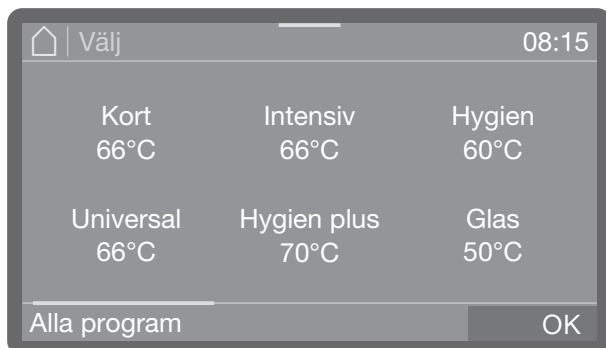 Välj 08:15
Kort Intensiv Hygien
66°C 66°C 60°C
Universal Hygien plus Glas
66°C 70°C 50°C
Alla program OK